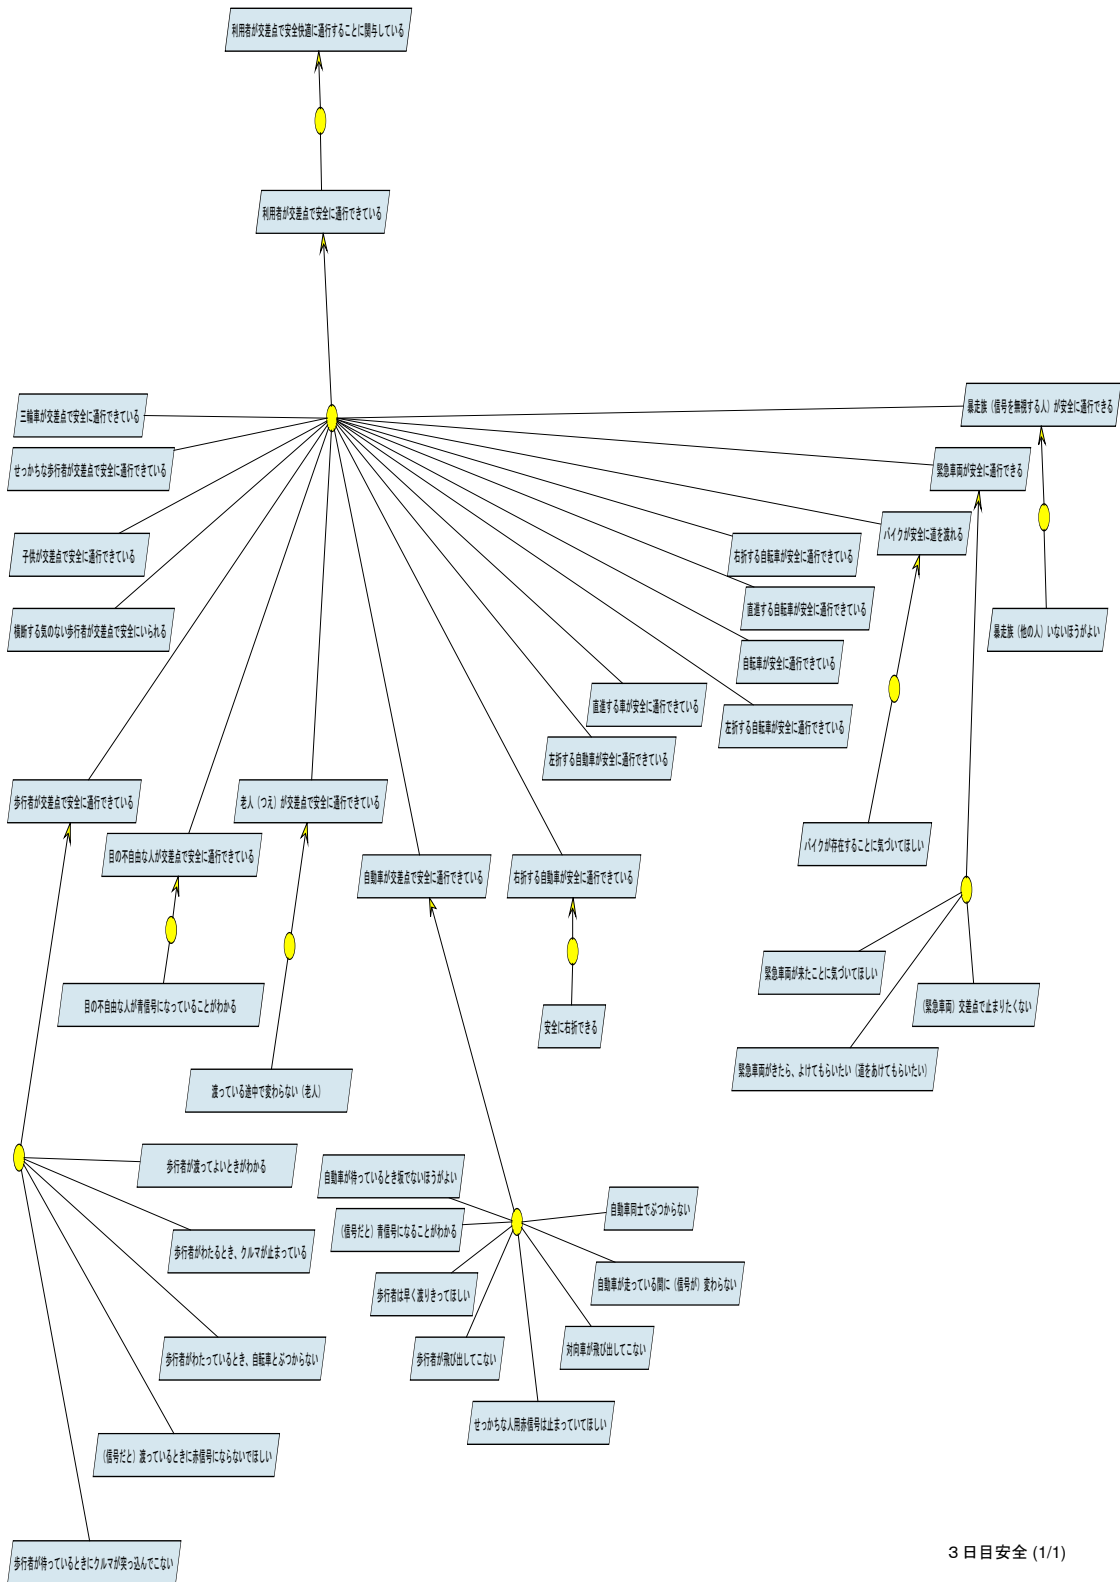 利用者が交差点で安全快適に通行することに関与している
利用者が交差点で安全に通行できている
三輪車が交差点で安全に通行できている
暴走族（信号を無視する人）が安全に通行できる
せっかちな歩行者が交差点で安全に通行できている
緊急車両が安全に通行できる
バイクが安全に道を渡れる
子供が交差点で安全に通行できている
右折する自転車が安全に通行できている
直進する自転車が安全に通行できている
横断する気のない歩行者が交差点で安全にいられる
暴走族（他の人）いないほうがよい
自転車が安全に通行できている
直進する車が安全に通行できている
左折する自転車が安全に通行できている
左折する自動車が安全に通行できている
歩行者が交差点で安全に通行できている
老人（つえ）が交差点で安全に通行できている
バイクが存在することに気づいてほしい
目の不自由な人が交差点で安全に通行できている
自動車が交差点で安全に通行できている
右折する自動車が安全に通行できている
緊急車両が来たことに気づいてほしい
目の不自由な人が青信号になっていることがわかる
（緊急車両）交差点で止まりたくない
安全に右折できる
緊急車両がきたら、よけてもらいたい（道をあけてもらいたい）
渡っている途中で変わらない（老人）
歩行者が渡ってよいときがわかる
自動車が待っているとき坂でないほうがよい
自動車同士でぶつからない
（信号だと）青信号になることがわかる
歩行者がわたるとき、クルマが止まっている
自動車が走っている間に（信号が）変わらない
歩行者は早く渡りきってほしい
対向車が飛び出してこない
歩行者がわたっているとき、自転車とぶつからない
歩行者が飛び出してこない
せっかちな人用赤信号は止まっていてほしい
（信号だと）渡っているときに赤信号にならないでほしい
歩行者が待っているときにクルマが突っ込んでこない
３日目安全 (1/1)